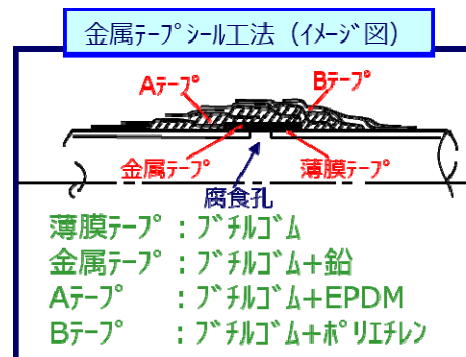 金属ﾃｰﾌﾟｼｰﾙ工法（ｲﾒｰｼﾞ図）
Aﾃｰﾌﾟ
Bﾃｰﾌﾟ
金属ﾃｰﾌﾟ
薄膜ﾃｰﾌﾟ
腐食孔
薄膜ﾃｰﾌﾟ：ﾌﾞﾁﾙｺﾞﾑ
金属ﾃｰﾌﾟ：ﾌﾞﾁﾙｺﾞﾑ+鉛
Aﾃｰﾌﾟ：ﾌﾞﾁﾙｺﾞﾑ+EPDM
Bﾃｰﾌﾟ：ﾌﾞﾁﾙｺﾞﾑ+ﾎﾟﾘｴﾁﾚﾝ